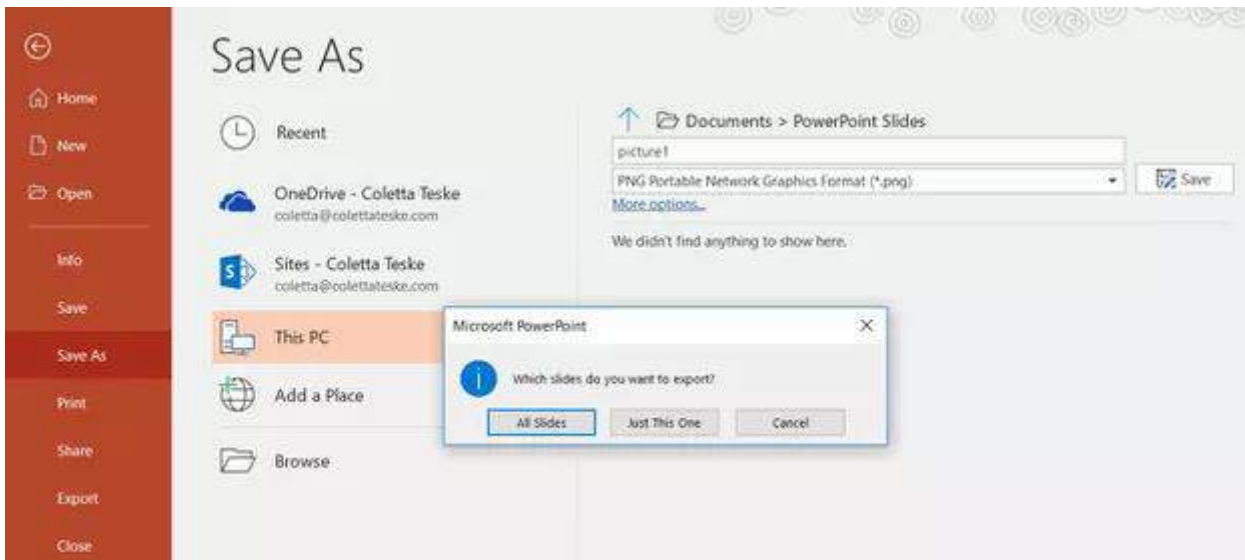 Save As
Home
New
Open
Info
Save
Save As
Print
Share
Export
Close
Recent
OneDrive - Coletta Teske
coletta@colettateske.com
Sites - Coletta Teske
coletta@colettateske.com
This PC
Add a Place
Browse
Documents > PowerPoint Slides
picture1
PNG Portable Network Graphics Format (*.png)
Save
More options...
We didn't find anything to show here.
Microsoft PowerPoint
Which slides do you want to export?
All Slides
Just This One
Cancel